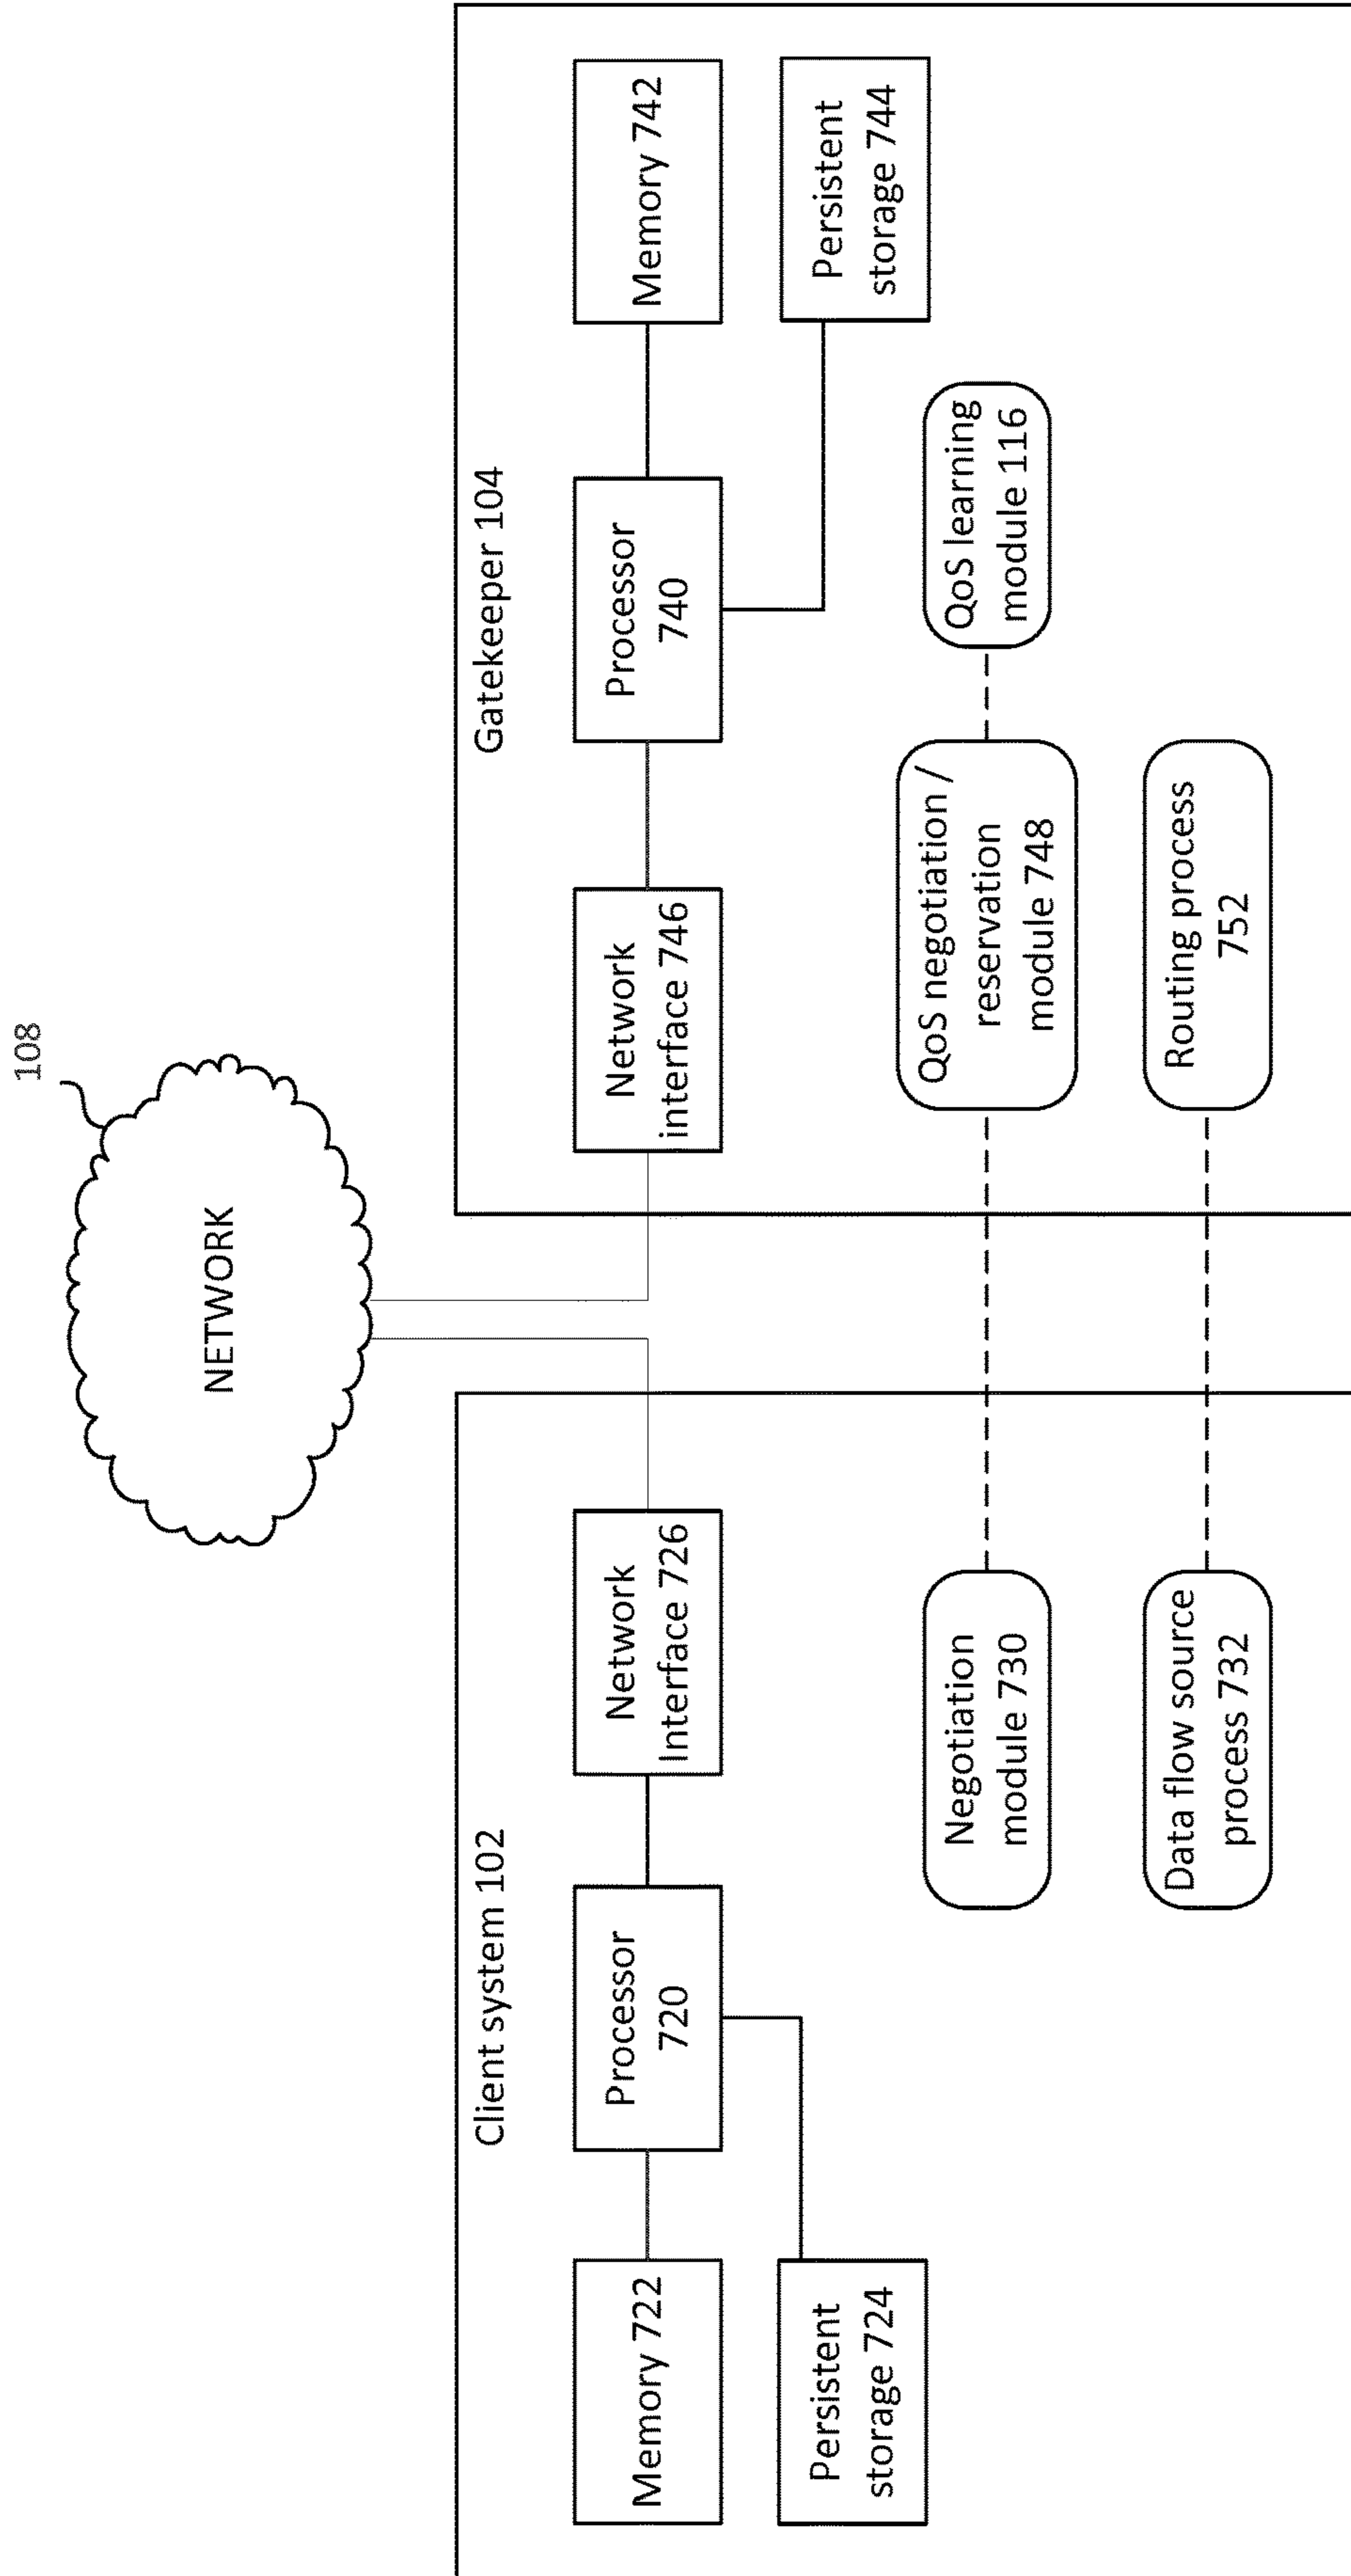 108
NETWORK
Client system 102
Memory 722
Processor
720
Network
Interface 726
Persistent
storage 724
Negotiation
module 730
Data flow source
process 732
Gatekeeper 104
Network
interface 746
Processor
740
Memory 742
Persistent
storage 744
QoS negotiation /
reservation
module 748
QoS learning
module 116
Routing process
752